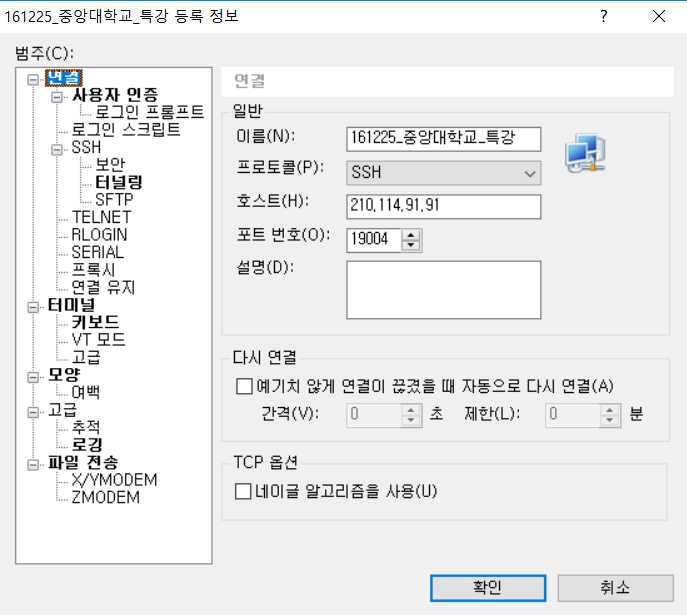 161225_중앙대학교_특강 등록 정보
범주(C):
연결
사용자 인증
로그인 프롬프트
로그인 스크립트
SSH
보안
터널링
SFTP
TELNET
RLOGIN
SERIAL
프록시
연결 유지
터미널
키보드
VT 모드
고급
모양
여백
고급
추적
로깅
파일 전송
X/YMODEM
ZMODEM
연결
일반
이름(N): 161225_중앙대학교_특강
프로토콜(P): SSH
호스트(H): 210,114,91,91
포트 번호(O): 19004
설명(D):
다시 연결
예기치 않게 연결이 끊겼을 때 자동으로 다시 연결(A)
간격(V): 0 초 제한(L): 0 분
TCP 옵션
네이글 알고리즘을 사용(U)
확인 취소